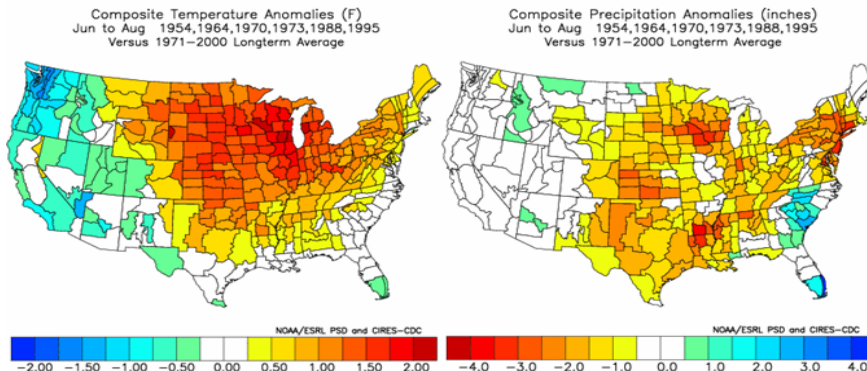 Composite Temperature Anomalies (F)
Jun to Aug 1954,1964,1970,1973,1988,1995
Versus 1971−2000 Longterm Average
NOAA/ESRL PSD and CIRES−CDC
−2.00 −1.50 −1.00 −0.50 0.00 0.50 1.00 1.50 2.00
Composite Precipitation Anomalies (inches)
Jun to Aug 1954,1964,1970,1973,1988,1995
Versus 1971−2000 Longterm Average
NOAA/ESRL PSD and CIRES−CDC
−4.0 −3.0 −2.0 −1.0 0.0 1.0 2.0 3.0 4.0